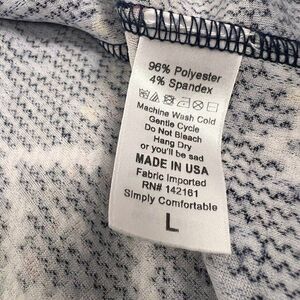 96% Polyester
4% Spandex
Machine Wash Cold
Gentle Cycle
Do Not Bleach
Hang Dry
or you'll be sad
MADE IN USA
Fabric Imported
RN# 142161
Simply Comfortable
L